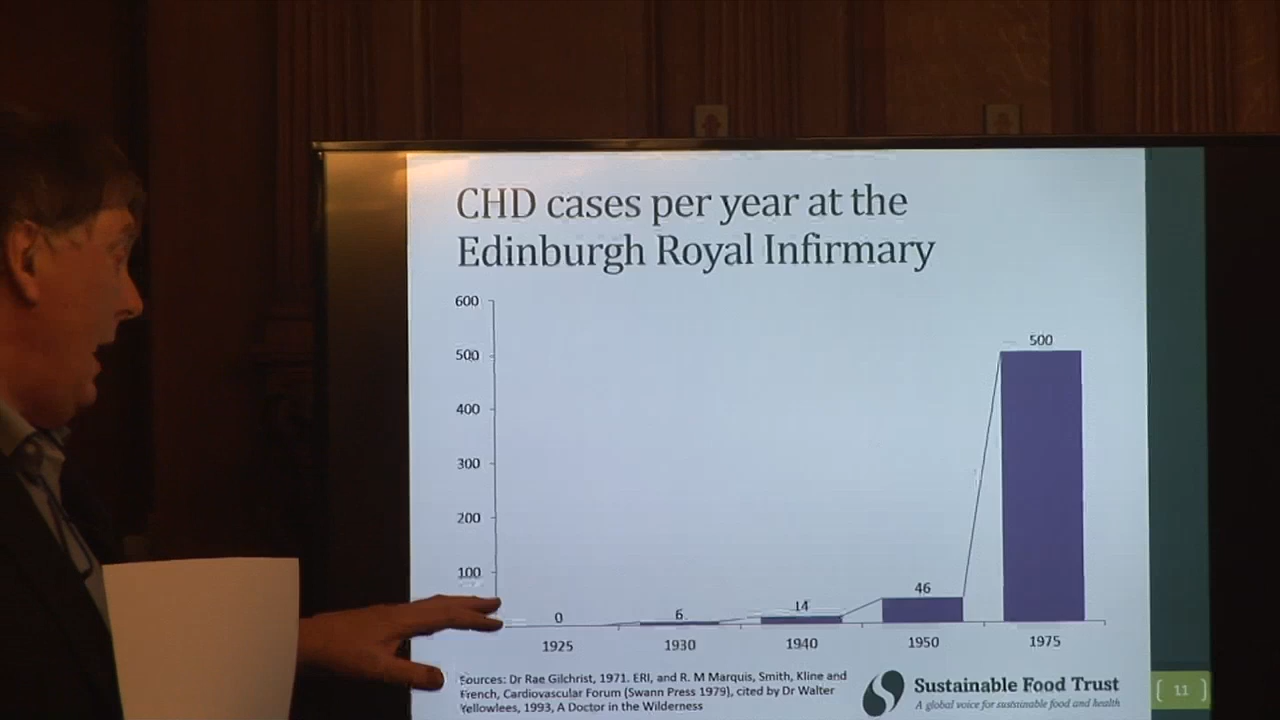 CHD cases per year at the
Edinburgh Royal Infirmary
600
500
400
300
200
100
500
46
14
6
0
1925 1930 1940 1950 1975
Sources: Dr Rae Gilchrist, 1971. ERI, and R. M Marquis, Smith, Kline and
French, Cardiovascular Forum (Swann Press 1979), cited by Dr Walter
Yellowlees, 1993, A Doctor in the Wilderness
Sustainable Food Trust
A global voice for sustainable food and health
[ 11 ]